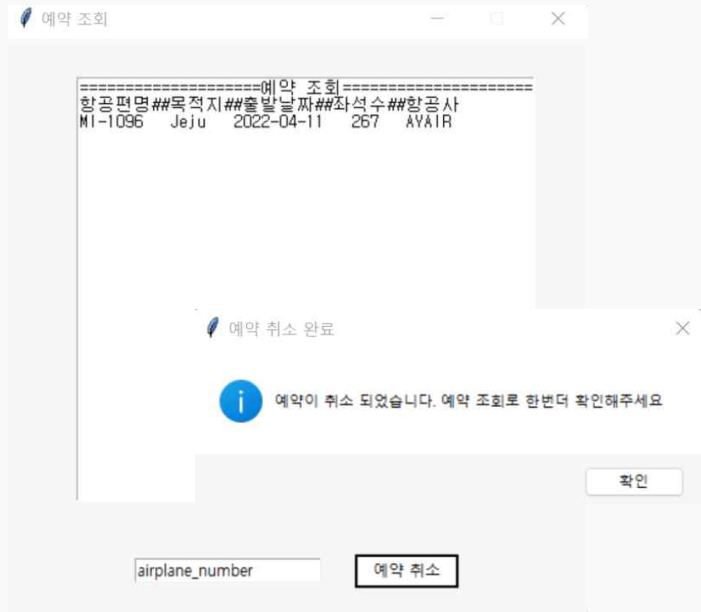 예약 조회
====================예약 조회=====================
항공편명##목적지##출발날짜##좌석수##항공사
MI-1096 Jeju 2022-04-11 267 AYAIR
예약 취소 완료
예약이 취소 되었습니다. 예약 조회로 한번더 확인해주세요
확인
airplane_number
예약 취소